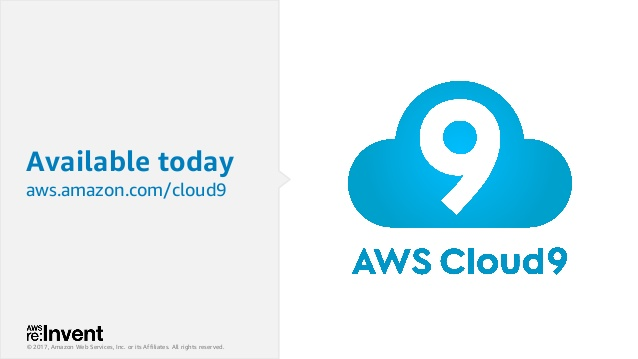 Available today
aws.amazon.com/cloud9
9
AWS Cloud9
AWS
re:Invent
© 2017, Amazon Web Services, Inc. or its Affiliates. All rights reserved.